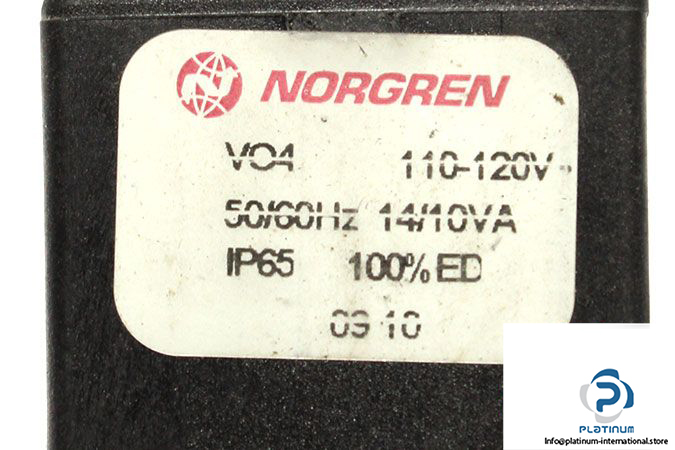 NORGREN
VO4 110-120V~
50/60Hz 14/10VA
IP65 100% ED
09 10
PLATINUM
Info@platinum-international.store